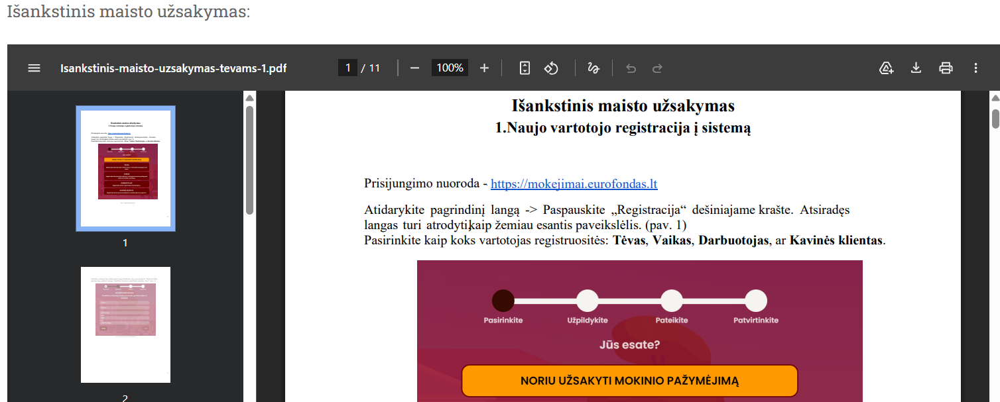 Išankstinis maisto užsakymas:
Isankstinis-maisto-uzsakymas-tevams-1.pdf
1 / 11
100%
1
2
Išankstinis maisto užsakymas
1.Naujo vartotojo registracija į sistemą
Prisijungimo nuoroda - https://mokejimai.eurofondas.lt
Atidarykite pagrindinį langą -> Paspauskite „Registracija“ dešiniajame krašte. Atsiradęs
langas turi atrodyti,kaip žemiau esantis paveikslėlis. (pav. 1)
Pasirinkite kaip koks vartotojas registruositės: Tėvas, Vaikas, Darbuotojas, ar Kavinės klientas.
Pasirinkite Užpildykite Pateikite Patvirtinkite
Jūs esate?
NORIU UŽSAKYTI MOKINIO PAŽYMĖJIMĄ